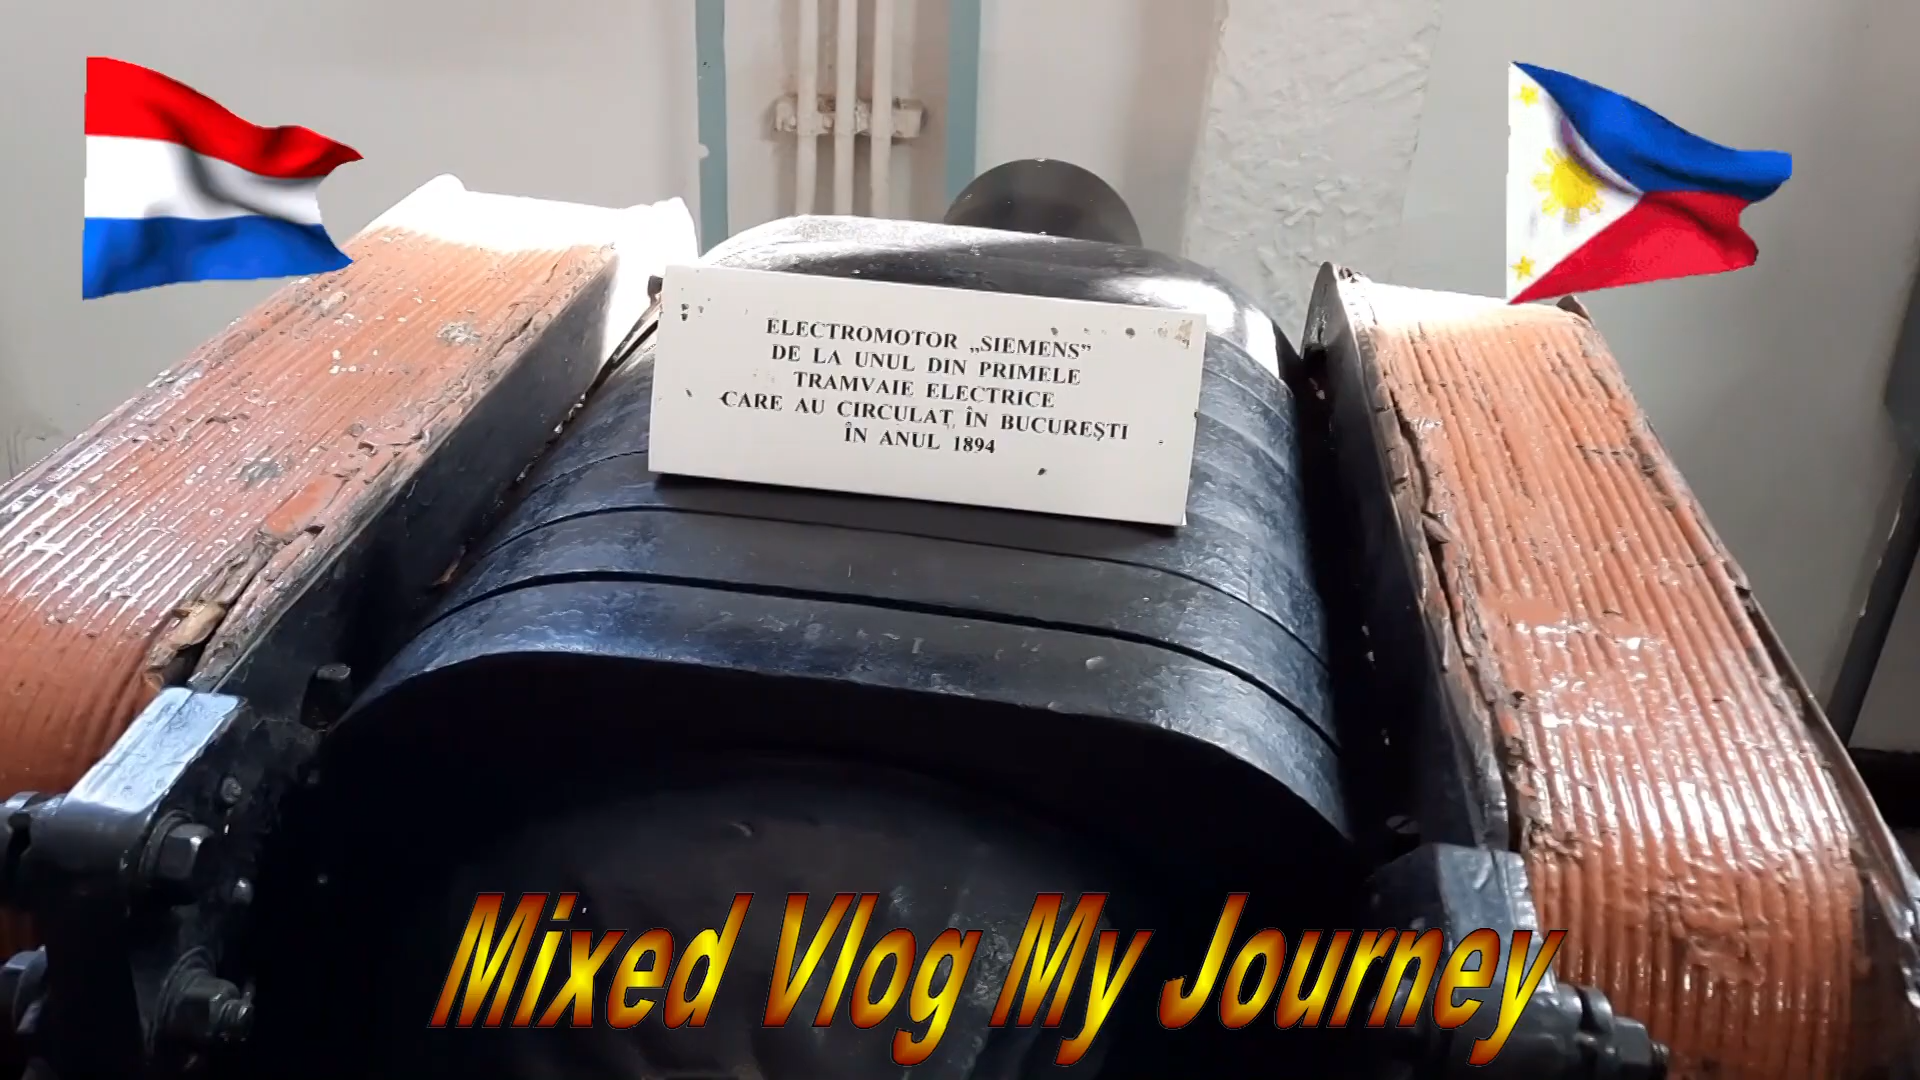 ELECTROMOTOR „SIEMENS”
DE LA UNUL DIN PRIMELE
TRAMVAIE ELECTRICE
CARE AU CIRCULAT, ÎN BUCUREŞTI
ÎN ANUL 1894
Mixed Vlog My Journey